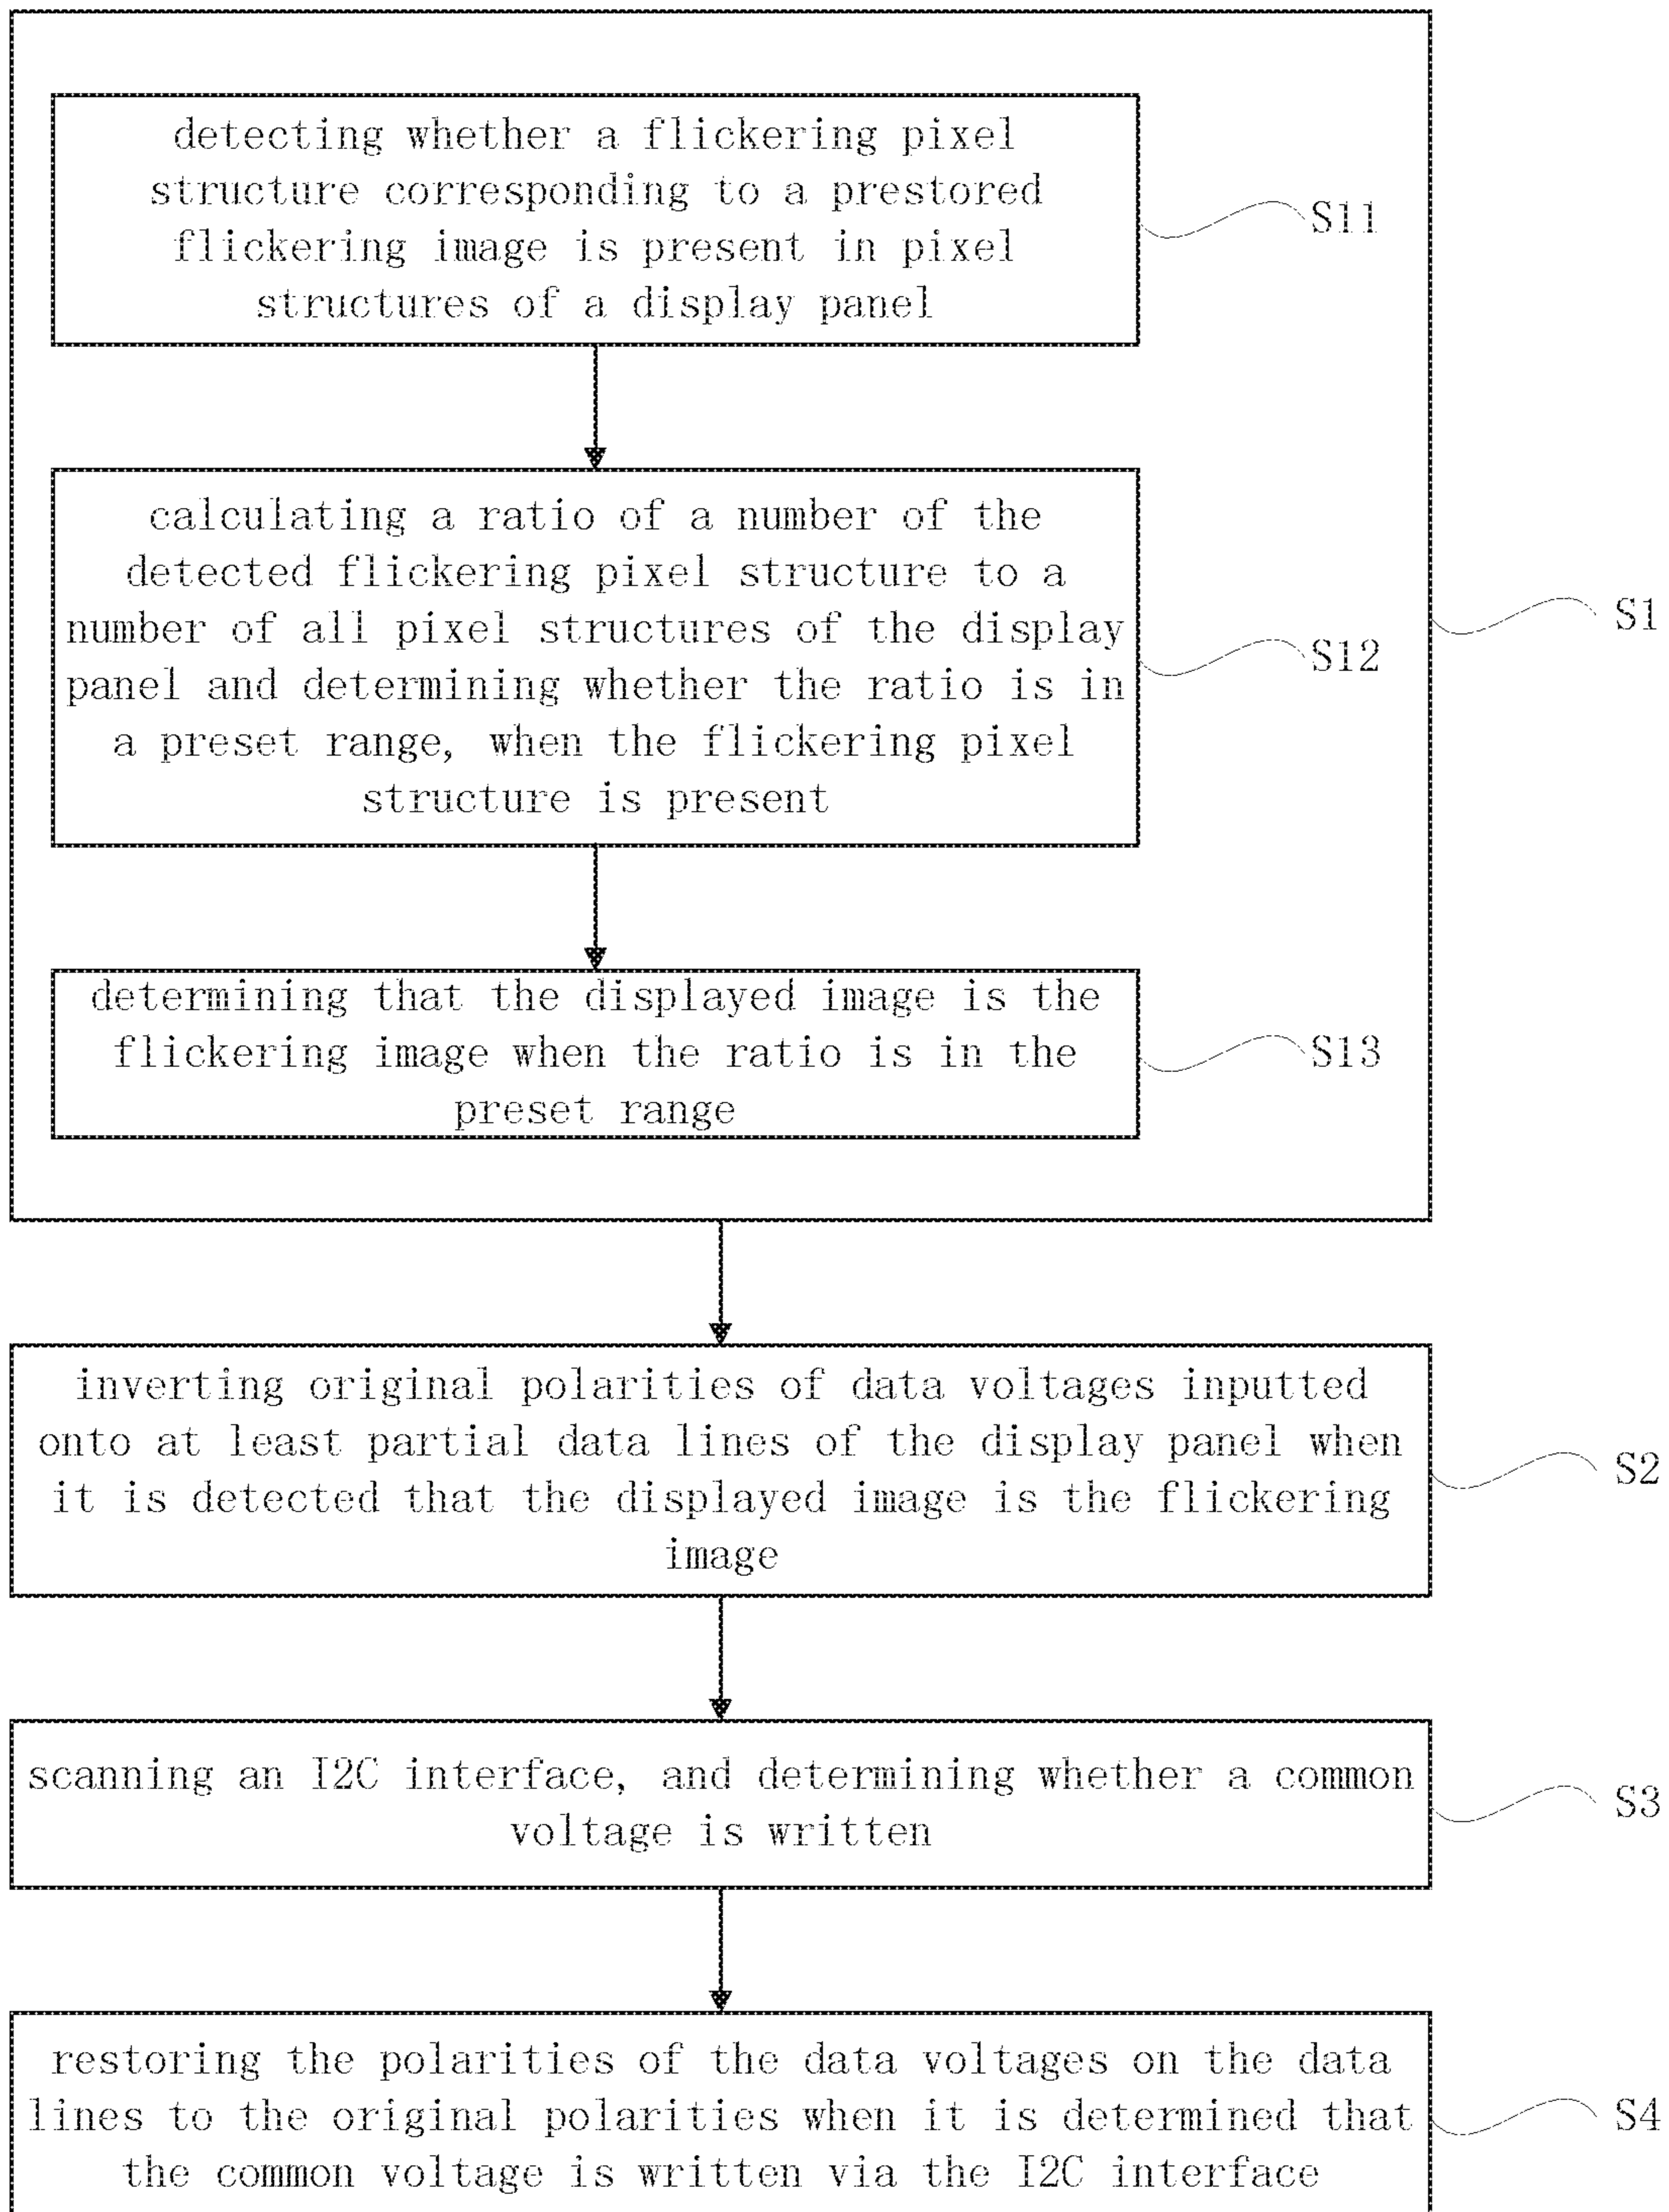 detecting whether a flickering pixel
structure corresponding to a prestored
flickering image is present in pixel
structures of a display panel
S11
calculating a ratio of a number of the
detected flickering pixel structure to a
number of all pixel structures of the display
panel and determining whether the ratio is in
a preset range, when the flickering pixel
structure is present
S12
S1
determining that the displayed image is the
flickering image when the ratio is in the
preset range
S13
inverting original polarities of data voltages inputted
onto at least partial data lines of the display panel when
it is detected that the displayed image is the flickering
image
S2
scanning an I2C interface, and determining whether a common
voltage is written
S3
restoring the polarities of the data voltages on the data
lines to the original polarities when it is determined that
the common voltage is written via the I2C interface
S4